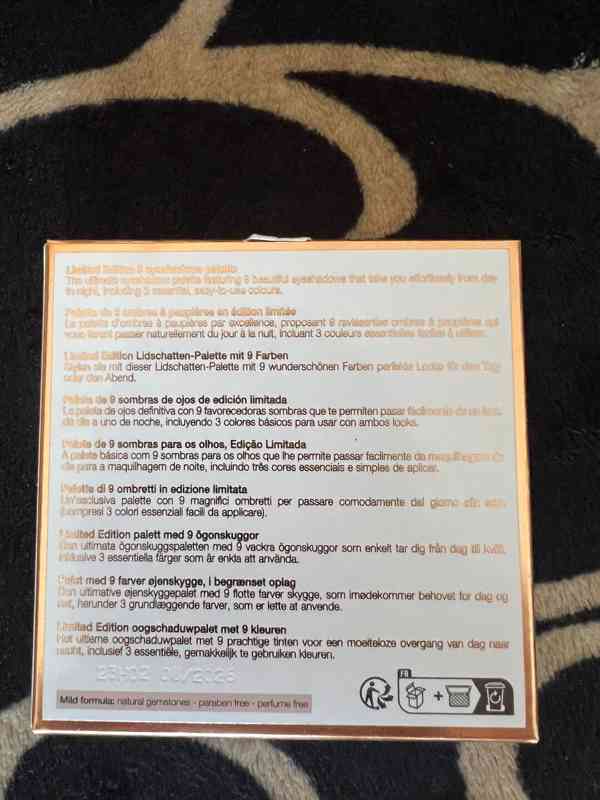 Limited Edition 9 eyeshadows palette
The ultimate eyeshadow palette featuring 9 beautiful eyeshadows that take you effortlessly from day
to night, including 3 essential, easy-to-use colours.
Palette de 9 ombres à paupières en édition limitée
La palette d'ombres à paupières par excellence, proposant 9 ravissantes ombres à paupières qui
vous feront passer naturellement du jour à la nuit, incluant 3 couleurs essentielles faciles à utiliser.
Limited Edition Lidschatten-Palette mit 9 Farben
Stylen sie mit dieser Lidschatten-Palette mit 9 wunderschönen Farben perfekte Looks für den Tag
oder den Abend.
Paleta de 9 sombras de ojos de edición limitada
La paleta de ojos definitiva con 9 favorecedoras sombras que te permiten pasar fácilmente de un look
de día a uno de noche, incluyendo 3 colores básicos para usar con ambos looks.
Paleta de 9 sombras para os olhos, Edição Limitada
A palete básica com 9 sombras para os olhos que lhe permite passar facilmente da maquilhagem de
dia para a maquilhagem de noite, incluindo três cores essenciais e simples de aplicar.
Palette di 9 ombretti in edizione limitata
Un'esclusiva palette con 9 magnifici ombretti per passare comodamente dal giorno alla sera
(compresi 3 colori essenziali facili da applicare).
Limited Edition palett med 9 ögonskuggor
Den ultimata ögonskuggspaletten med 9 vackra ögonskuggor som enkelt tar dig från dag till kväll,
inklusive 3 essentiella färger som är enkla att använda.
Palet med 9 farver øjenskygge, i begrænset oplag
Den ultimative øjenskyggepalet med 9 flotte farver skygge, som imødekommer behovet for dag og
nat, herunder 3 grundlæggende farver, som er lette at anvende.
Limited Edition oogschaduwpalet met 9 kleuren
Het ultieme oogschaduwpalet met 9 prachtige tinten voor een moeiteloze overgang van dag naar
nacht, inclusief 3 essentiële, gemakkelijk te gebruiken kleuren.
Mild formula: natural gemstones - paraben free - perfume free
FR
+